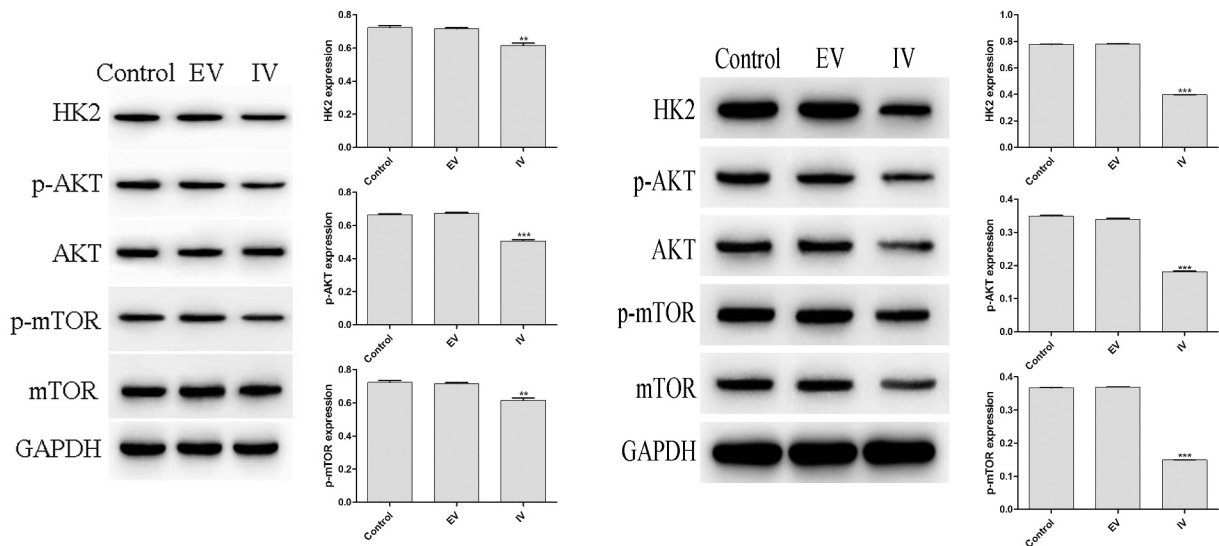 Control EV IV
HK2
p-AKT
AKT
p-mTOR
mTOR
GAPDH
HK2 expression
0.8
0.6
0.4
0.2
0.0
**
Control
EV
IV
p-AKT expression
0.8
0.6
0.4
0.2
0.0
***
Control
EV
IV
p-mTOR expression
0.8
0.6
0.4
0.2
0.0
**
Control
EV
IV
Control EV IV
HK2
p-AKT
AKT
p-mTOR
mTOR
GAPDH
HK2 expression
1.0
0.8
0.6
0.4
0.2
0.0
***
Control
EV
IV
p-AKT expression
0.4
0.3
0.2
0.1
0.0
***
Control
EV
IV
p-mTOR expression
0.4
0.3
0.2
0.1
0.0
***
Control
EV
IV